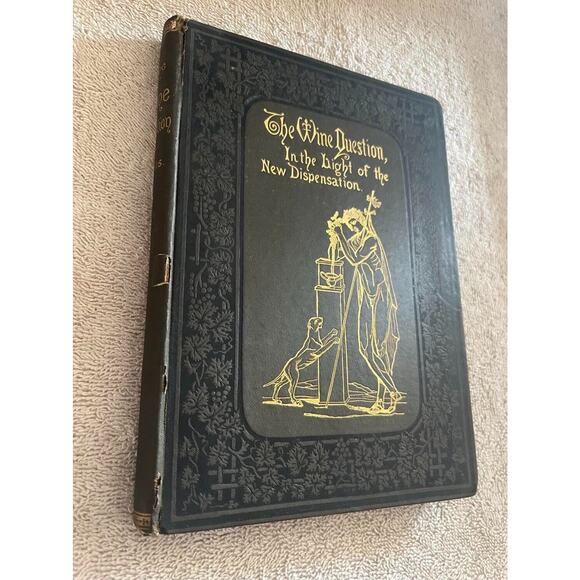 The Wine Question,
In the Light of the
New Dispensation.